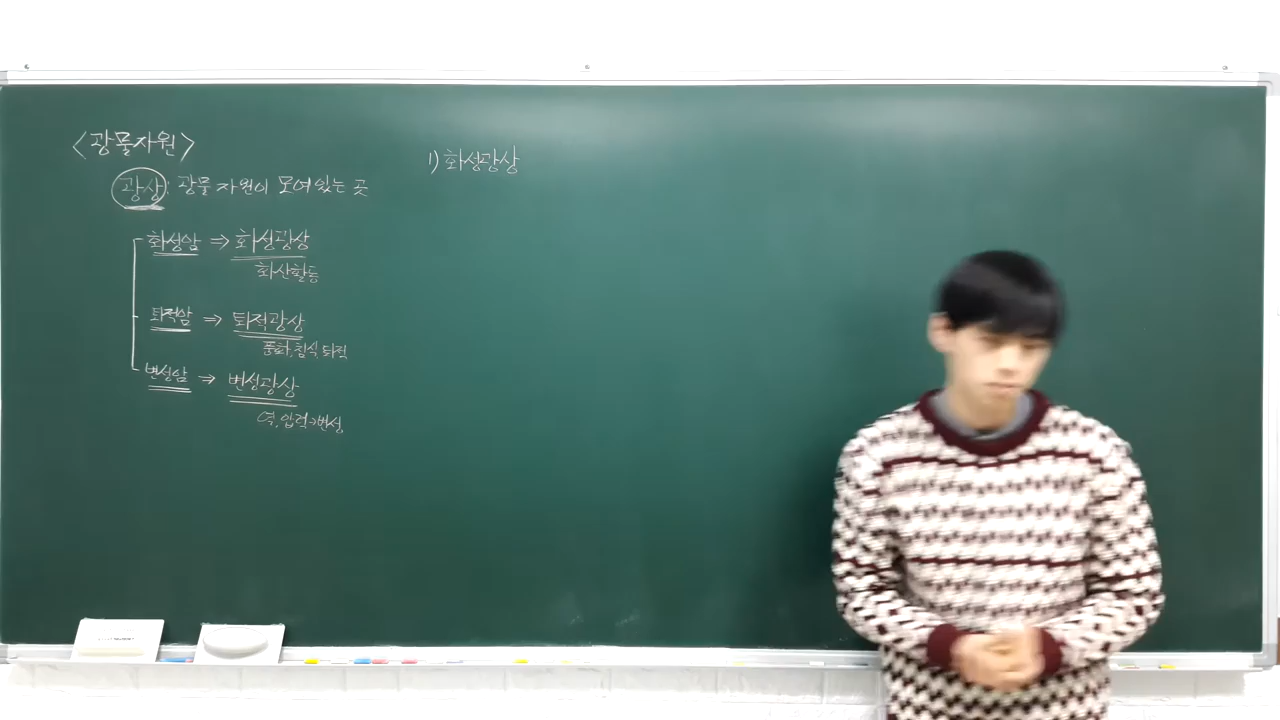 <광물자원>
광상 : 광물 자원이 모여 있는 곳
화성암 ⇒ 화성광상
화산활동
퇴적암 ⇒ 퇴적광상
풍화, 침식, 퇴적
변성암 ⇒ 변성광상
열, 압력→변성
1) 화성광상